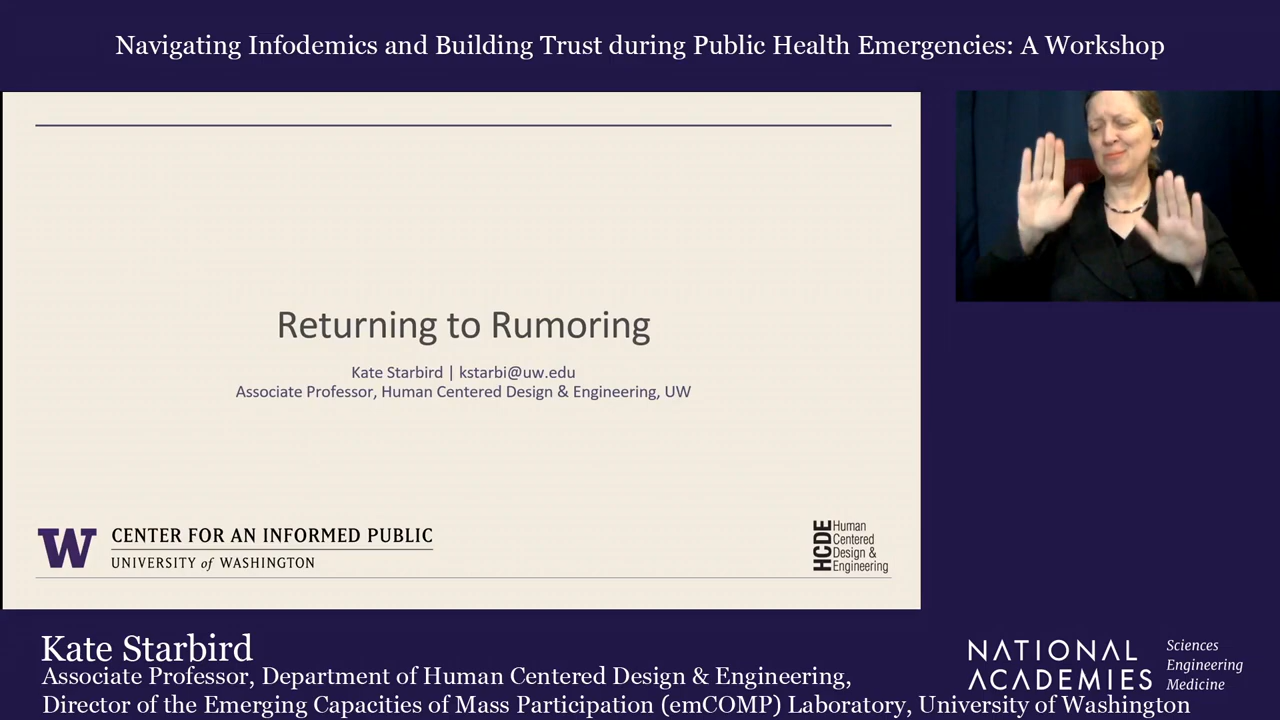 Navigating Infodemics and Building Trust during Public Health Emergencies: A Workshop
Returning to Rumoring
Kate Starbird | kstarbi@uw.edu
Associate Professor, Human Centered Design & Engineering, UW
W
CENTER FOR AN INFORMED PUBLIC
UNIVERSITY of WASHINGTON
HCDE
Human
Centered
Design &
Engineering
Kate Starbird
Associate Professor, Department of Human Centered Design & Engineering,
Director of the Emerging Capacities of Mass Participation (emCOMP) Laboratory, University of Washington
NATIONAL
ACADEMIES
Sciences
Engineering
Medicine